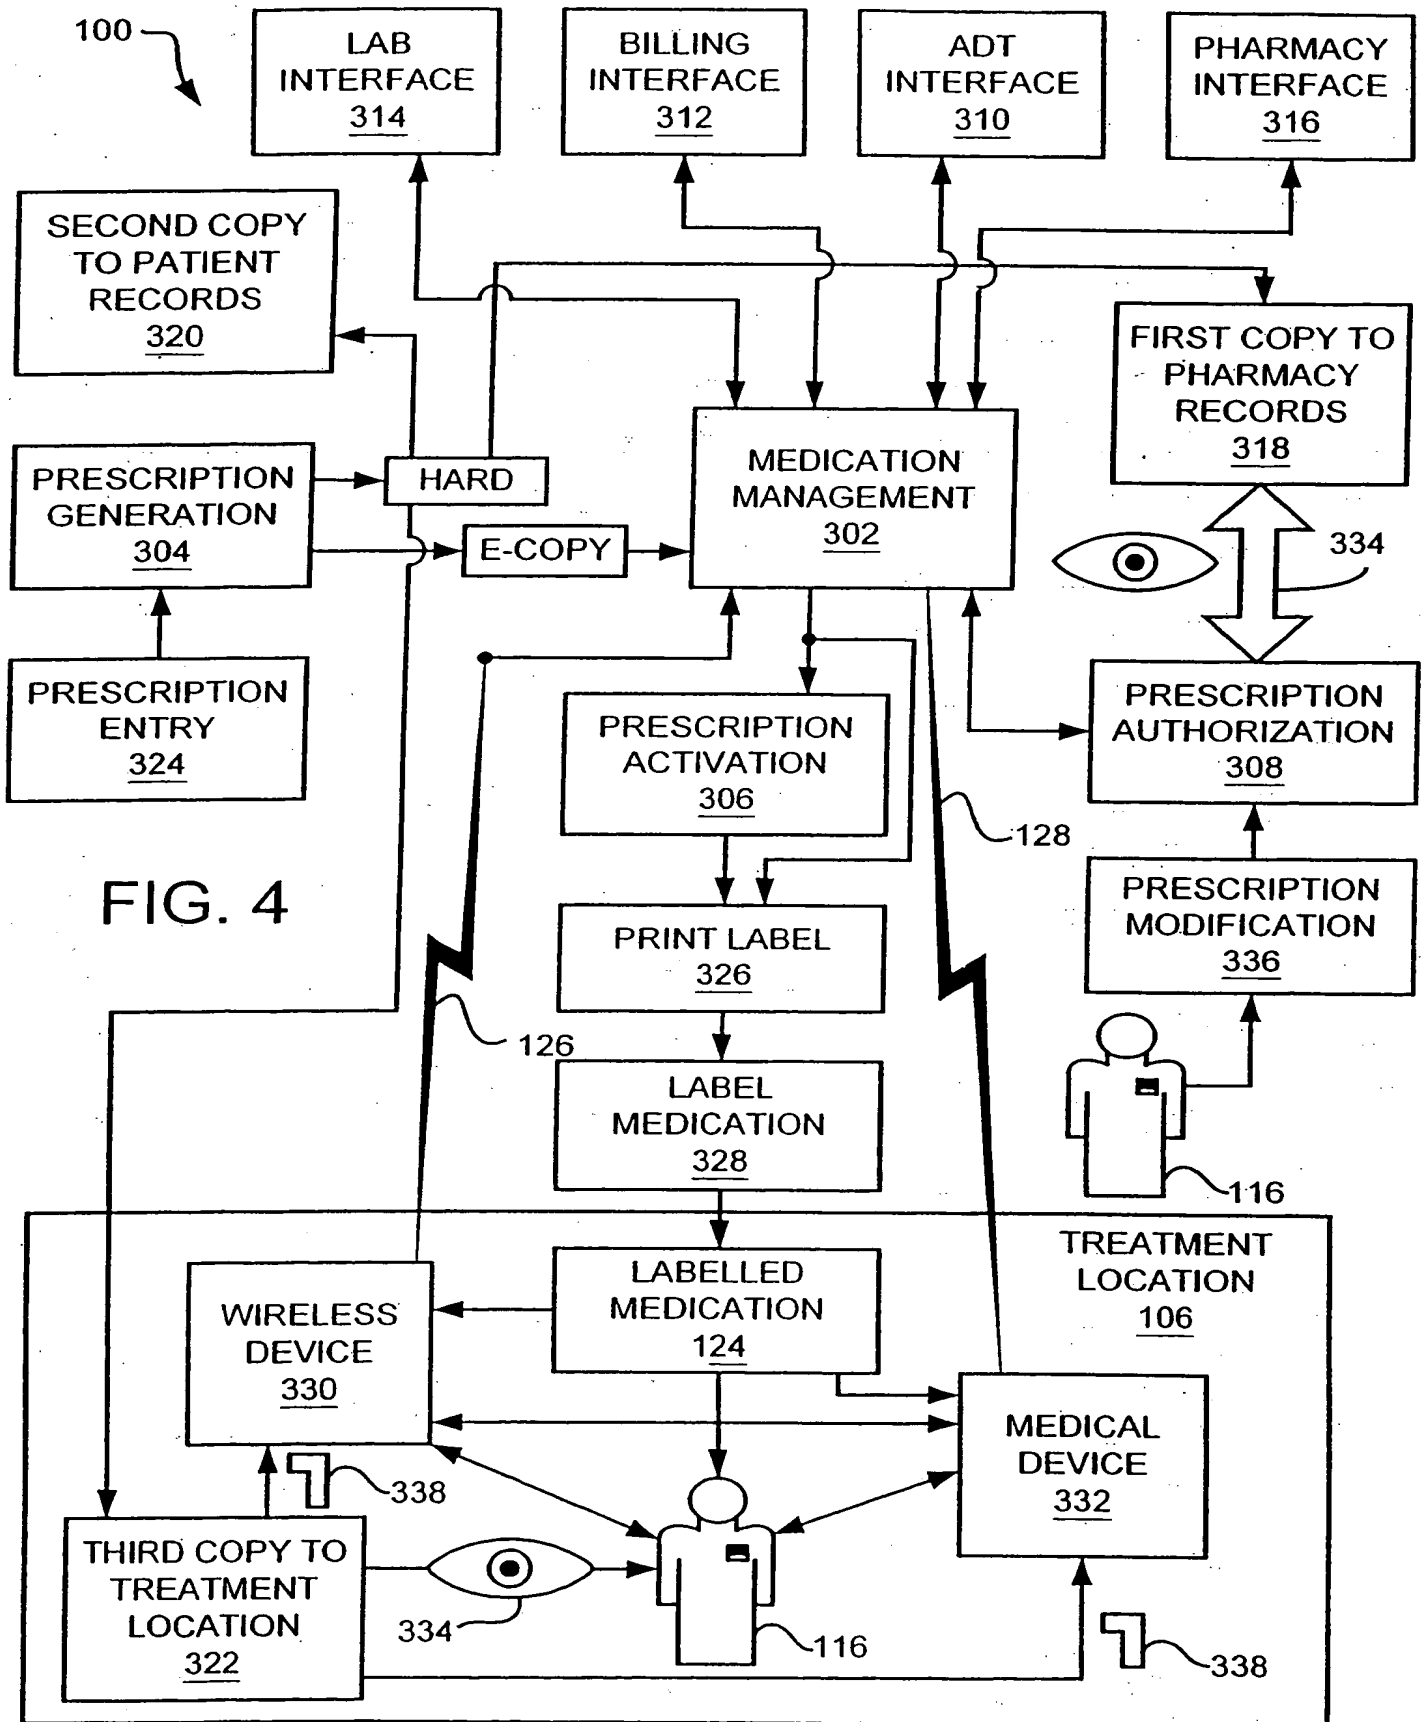 100
LAB
INTERFACE
314
BILLING
INTERFACE
312
ADT
INTERFACE
310
PHARMACY
INTERFACE
316
SECOND COPY
TO PATIENT
RECORDS
320
FIRST COPY TO
PHARMACY
RECORDS
318
PRESCRIPTION
GENERATION
304
HARD
E-COPY
MEDICATION
MANAGEMENT
302
334
PRESCRIPTION
ENTRY
324
PRESCRIPTION
ACTIVATION
306
PRESCRIPTION
AUTHORIZATION
308
128
FIG. 4
PRINT LABEL
326
PRESCRIPTION
MODIFICATION
336
126
LABEL
MEDICATION
328
116
TREATMENT
LOCATION
106
WIRELESS
DEVICE
330
LABELLED
MEDICATION
124
MEDICAL
DEVICE
332
338
THIRD COPY TO
TREATMENT
LOCATION
322
334
116
338